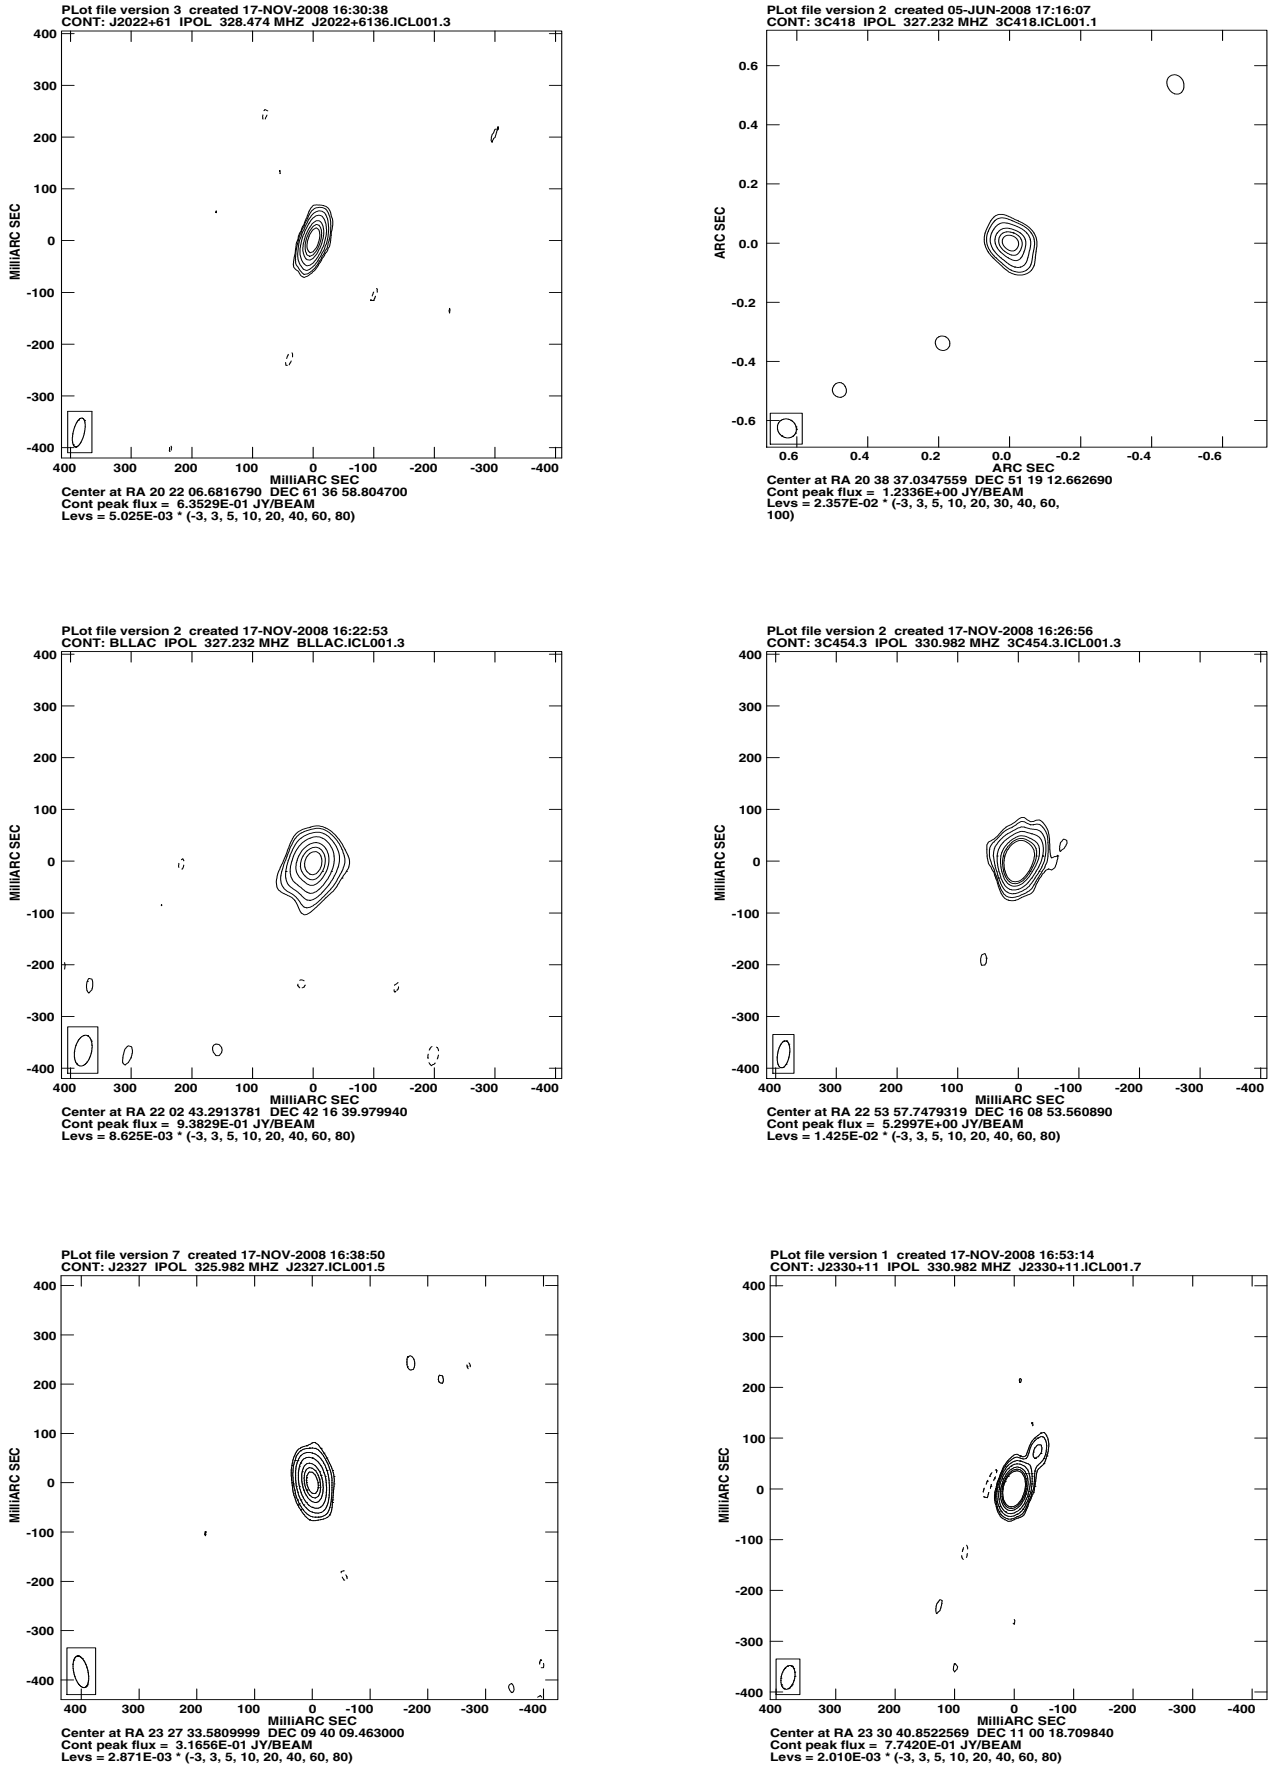 PLot file version 3  created 17-NOV-2008 16:30:38
CONT: J2022+61  IPOL  328.474 MHZ  J2022+6136.ICL001.3
400
300
200
100
0
-100
-200
-300
-400
MilliARC SEC
400 300 200 100 0 -100 -200 -300 -400
MilliARC SEC
Center at RA 20 22 06.6816790  DEC 61 36 58.804700
Cont peak flux =  6.3529E-01 JY/BEAM
Levs = 5.025E-03 * (-3, 3, 5, 10, 20, 40, 60, 80)
PLot file version 2  created 05-JUN-2008 17:16:07
CONT: 3C418  IPOL  327.232 MHZ  3C418.ICL001.1
0.6
0.4
0.2
0.0
-0.2
-0.4
-0.6
ARC SEC
0.6 0.4 0.2 0.0 -0.2 -0.4 -0.6
ARC SEC
Center at RA 20 38 37.0347559  DEC 51 19 12.662690
Cont peak flux =  1.2336E+00 JY/BEAM
Levs = 2.357E-02 * (-3, 3, 5, 10, 20, 30, 40, 60,
100)
PLot file version 2  created 17-NOV-2008 16:22:53
CONT: BLLAC  IPOL  327.232 MHZ  BLLAC.ICL001.3
400
300
200
100
0
-100
-200
-300
-400
MilliARC SEC
400 300 200 100 0 -100 -200 -300 -400
MilliARC SEC
Center at RA 22 02 43.2913781  DEC 42 16 39.979940
Cont peak flux =  9.3829E-01 JY/BEAM
Levs = 8.625E-03 * (-3, 3, 5, 10, 20, 40, 60, 80)
PLot file version 2  created 17-NOV-2008 16:26:56
CONT: 3C454.3  IPOL  330.982 MHZ  3C454.3.ICL001.3
400
300
200
100
0
-100
-200
-300
-400
MilliARC SEC
400 300 200 100 0 -100 -200 -300 -400
MilliARC SEC
Center at RA 22 53 57.7479319  DEC 16 08 53.560890
Cont peak flux =  5.2997E+00 JY/BEAM
Levs = 1.425E-02 * (-3, 3, 5, 10, 20, 40, 60, 80)
PLot file version 7  created 17-NOV-2008 16:38:50
CONT: J2327  IPOL  325.982 MHZ  J2327.ICL001.5
400
300
200
100
0
-100
-200
-300
-400
MilliARC SEC
400 300 200 100 0 -100 -200 -300 -400
MilliARC SEC
Center at RA 23 27 33.5809999  DEC 09 40 09.463000
Cont peak flux =  3.1656E-01 JY/BEAM
Levs = 2.871E-03 * (-3, 3, 5, 10, 20, 40, 60, 80)
PLot file version 1  created 17-NOV-2008 16:53:14
CONT: J2330+11  IPOL  330.982 MHZ  J2330+11.ICL001.7
400
300
200
100
0
-100
-200
-300
-400
MilliARC SEC
400 300 200 100 0 -100 -200 -300 -400
MilliARC SEC
Center at RA 23 30 40.8522569  DEC 11 00 18.709840
Cont peak flux =  7.7420E-01 JY/BEAM
Levs = 2.010E-03 * (-3, 3, 5, 10, 20, 40, 60, 80)